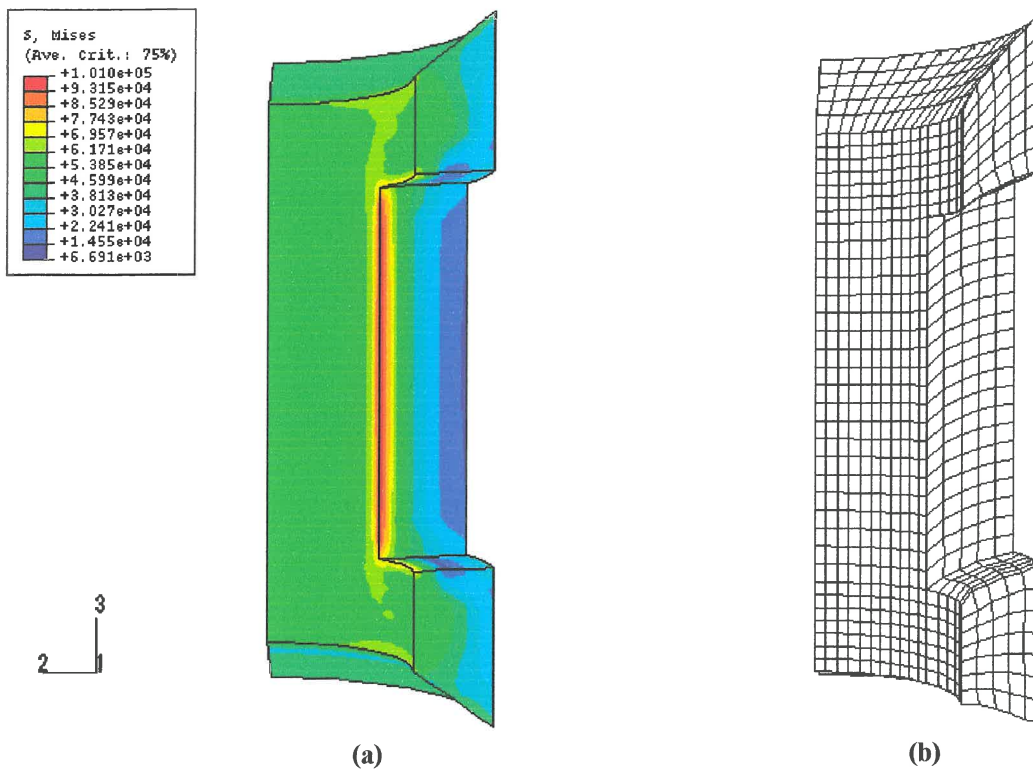 S, Mises
(Ave. Crit.: 75%)
+1.010e+05
+9.315e+04
+8.529e+04
+7.743e+04
+6.957e+04
+6.171e+04
+5.385e+04
+4.599e+04
+3.813e+04
+3.027e+04
+2.241e+04
+1.455e+04
+6.691e+03
3
2
1
(a)
(b)